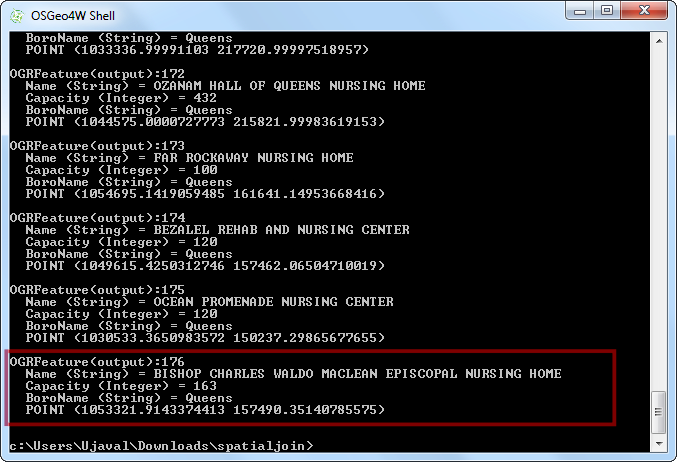 OSGeo4W Shell
BoroName (String) = Queens
POINT (1033336.99991103 217720.99997518957)
OGRFeature(output):172
Name (String) = OZANAM HALL OF QUEENS NURSING HOME
Capacity (Integer) = 432
BoroName (String) = Queens
POINT (1044575.0000727773 215821.99983619153)
OGRFeature(output):173
Name (String) = FAR ROCKAWAY NURSING HOME
Capacity (Integer) = 100
BoroName (String) = Queens
POINT (1054695.1419059485 161641.14953668416)
OGRFeature(output):174
Name (String) = BEZALEL REHAB AND NURSING CENTER
Capacity (Integer) = 120
BoroName (String) = Queens
POINT (1049615.4250312746 157462.06504710019)
OGRFeature(output):175
Name (String) = OCEAN PROMENADE NURSING CENTER
Capacity (Integer) = 120
BoroName (String) = Queens
POINT (1030533.3650983572 150237.29865677655)
OGRFeature(output):176
Name (String) = BISHOP CHARLES WALDO MACLEAN EPISCOPAL NURSING HOME
Capacity (Integer) = 163
BoroName (String) = Queens
POINT (1053321.9143374413 157490.35140785575)
c:\Users\Ujaval\Downloads\spatialjoin>